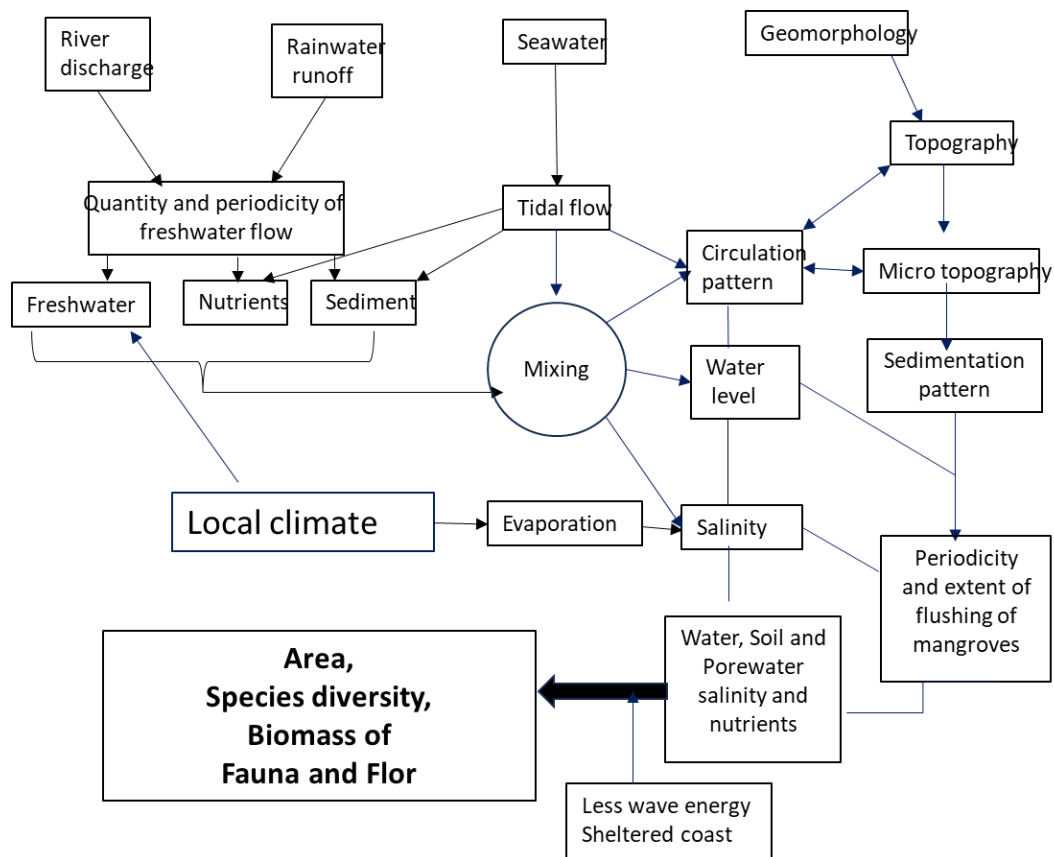 River
discharge
Rainwater
runoff
Seawater
Geomorphology
Topography
Quantity and periodicity of
freshwater flow
Tidal flow
Circulation
pattern
Micro topography
Freshwater
Nutrients
Sediment
Mixing
Water
level
Sedimentation
pattern
Local climate
Evaporation
Salinity
Periodicity
and extent of
flushing of
mangroves
Water, Soil and
Porewater
salinity and
nutrients
Area,
Species diversity,
Biomass of
Fauna and Flor
Less wave energy
Sheltered coast